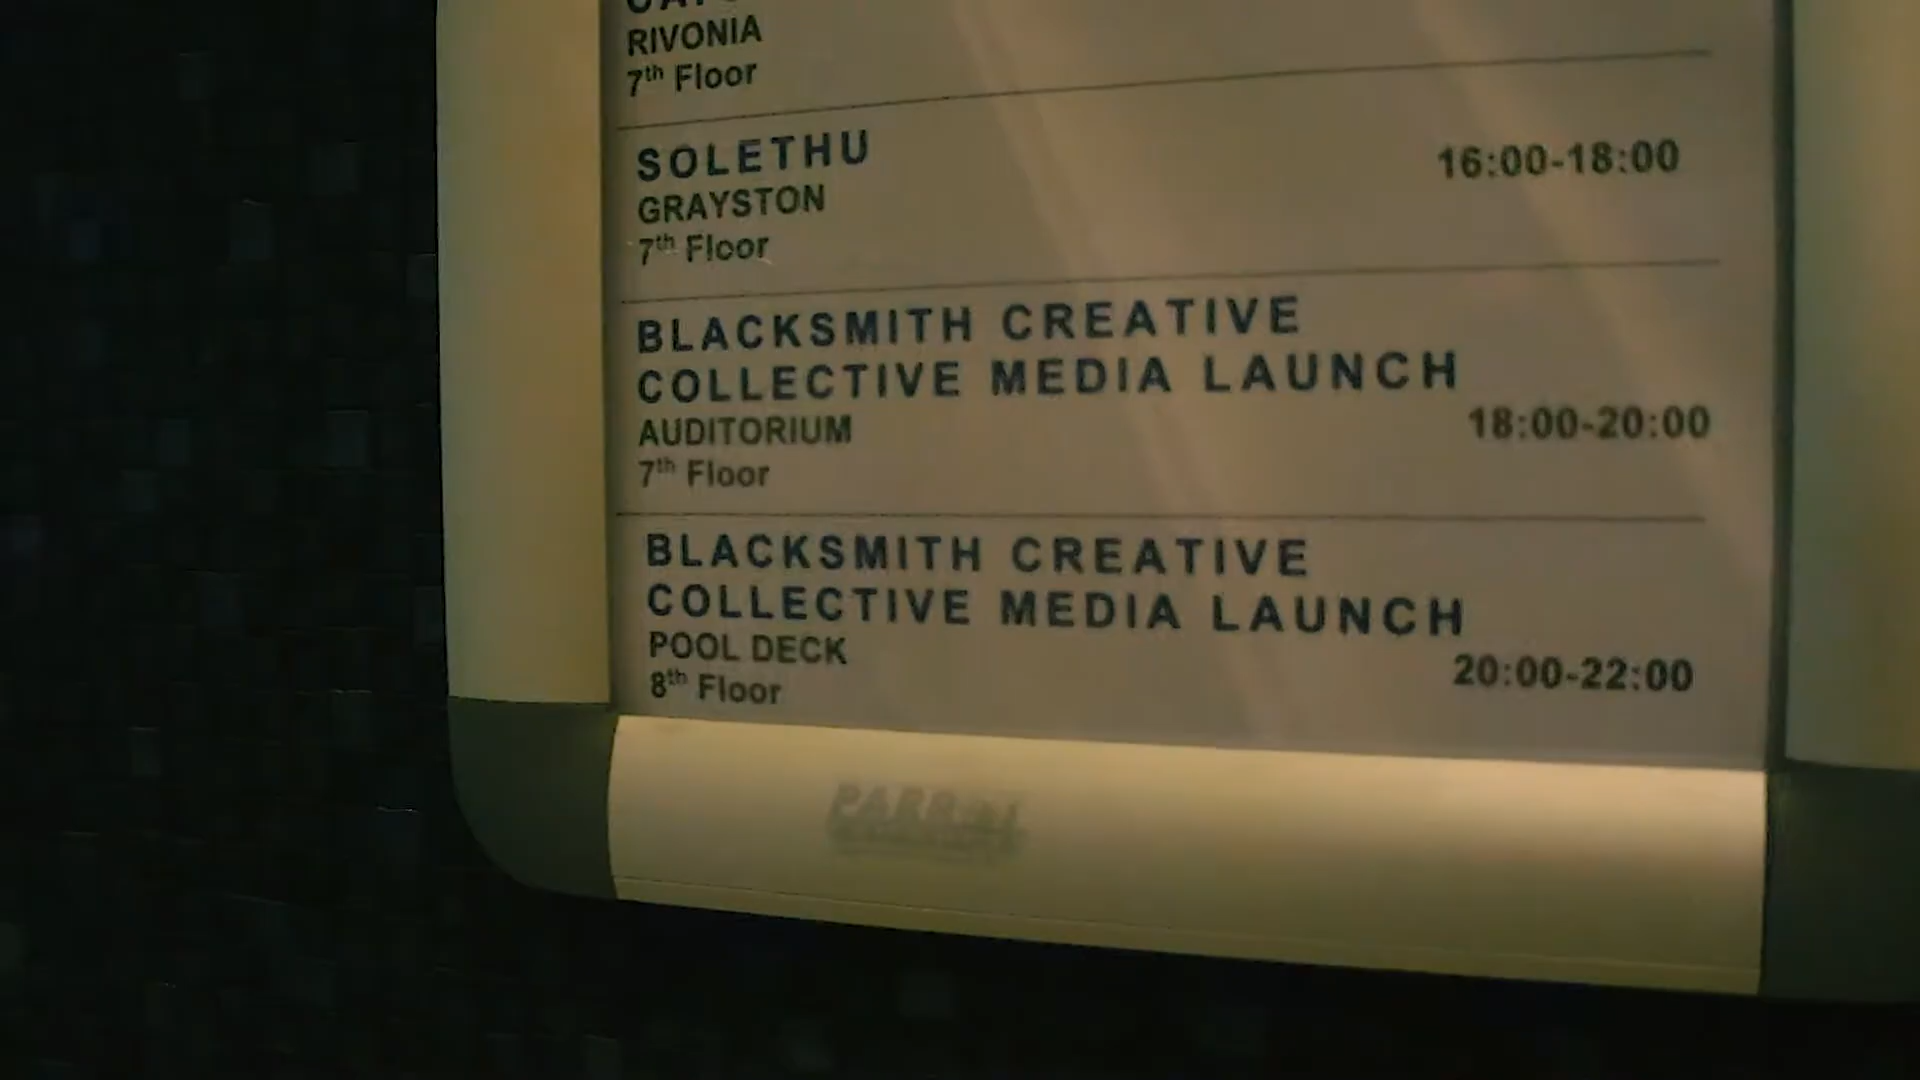 RIVONIA
7th Floor
SOLETHU
16:00-18:00
GRAYSTON
7th Floor
BLACKSMITH CREATIVE
COLLECTIVE MEDIA LAUNCH
AUDITORIUM
18:00-20:00
7th Floor
BLACKSMITH CREATIVE
COLLECTIVE MEDIA LAUNCH
POOL DECK
20:00-22:00
8th Floor
PARROT